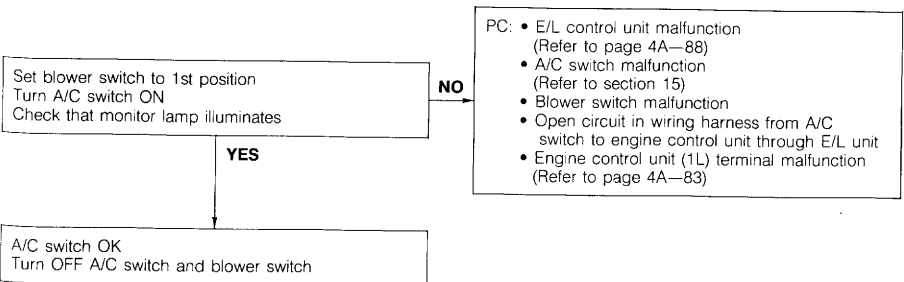 PC: • E/L control unit malfunction
(Refer to page 4A—88)
• A/C switch malfunction
(Refer to section 15)
• Blower switch malfunction
• Open circuit in wiring harness from A/C
switch to engine control unit through E/L unit
• Engine control unit (1L) terminal malfunction
(Refer to page 4A—83)
Set blower switch to 1st position
Turn A/C switch ON
Check that monitor lamp illuminates
NO
YES
A/C switch OK
Turn OFF A/C switch and blower switch